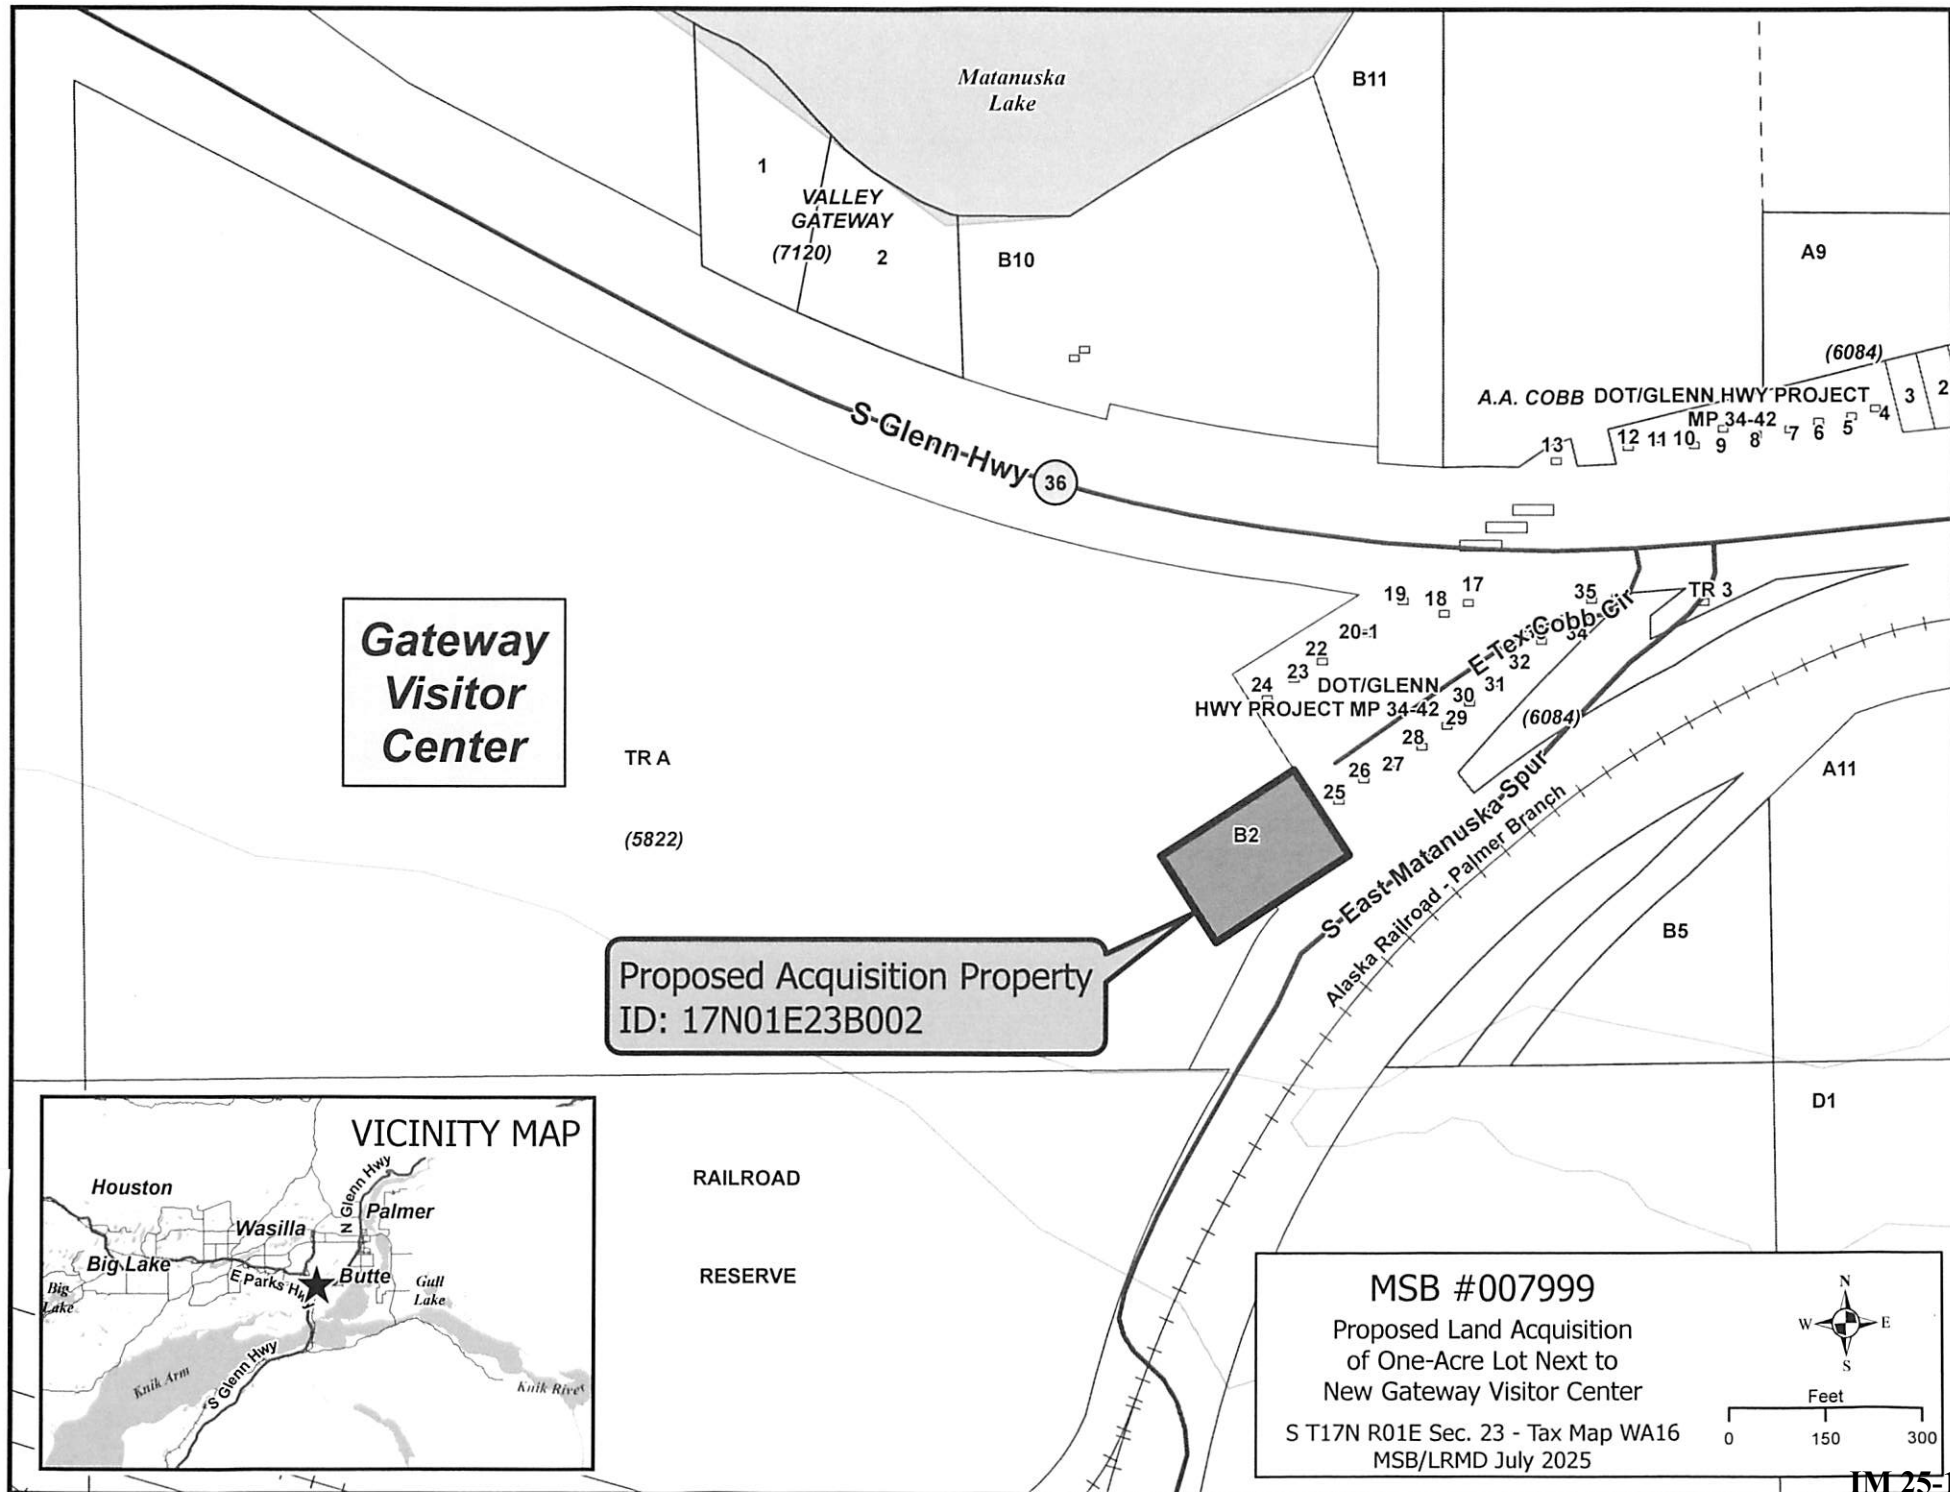 Matanuska
Lake
B11
1
VALLEY
GATEWAY
(7120)
2
B10
A9
(6084)
A.A. COBB
DOT/GLENN HWY PROJECT
MP 34-42
3
2
4
5
6
7
8
9
10
11
12
13
S Glenn Hwy
36
19
18
17
35
TR 3
20-1
34
E Tex Cobb Cir
22
32
23
31
24
DOT/GLENN
HWY PROJECT MP 34-42
30
29
(6084)
28
27
26
25
Gateway
Visitor
Center
TR A
(5822)
B2
S East Matanuska Spur
Alaska Railroad - Palmer Branch
A11
B5
D1
Proposed Acquisition Property
ID: 17N01E23B002
RAILROAD
RESERVE
VICINITY MAP
Houston
N Glenn Hwy
Palmer
Wasilla
Big Lake
E Parks Hwy
Butte
Big
Lake
Gull
Lake
Knik Arm
S Glenn Hwy
Knik River
MSB #007999
Proposed Land Acquisition
of One-Acre Lot Next to
New Gateway Visitor Center
S T17N R01E Sec. 23 - Tax Map WA16
MSB/LRMD July 2025
N
W
E
S
Feet
0 150 300
IM 25-1